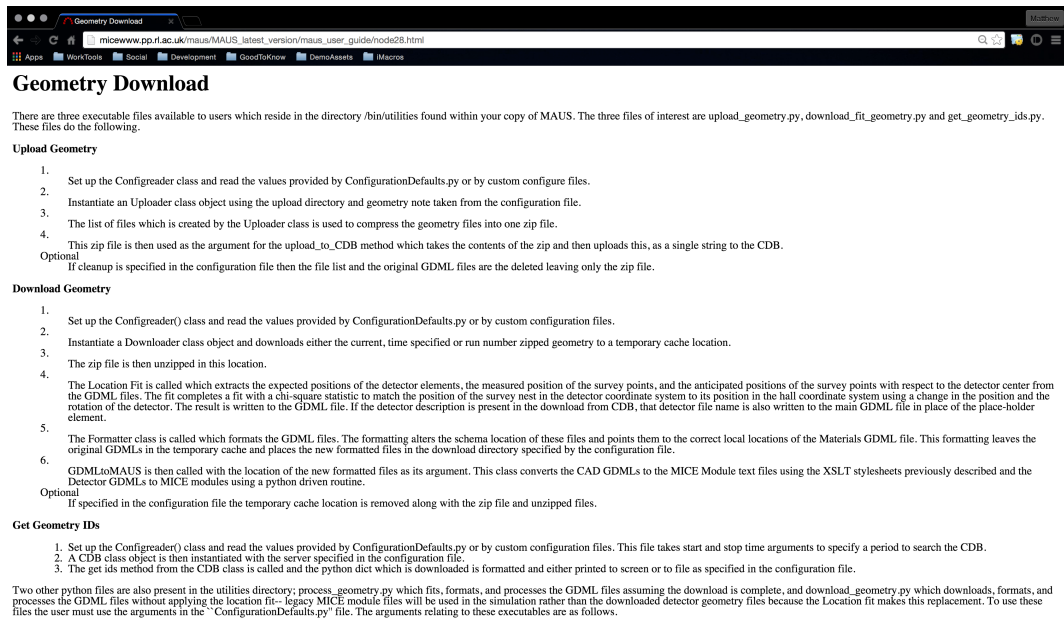 Geometry Download
Matthew
micewww.pp.rl.ac.uk/maus/MAUS_latest_version/maus_user_guide/node28.html
Apps WorkTools Social Development GoodToKnow DemoAssets iMacros
Geometry Download
There are three executable files available to users which reside in the directory /bin/utilities found within your copy of MAUS. The three files of interest are upload_geometry.py, download_fit_geometry.py and get_geometry_ids.py.
These files do the following.
Upload Geometry
1.
Set up the Configreader class and read the values provided by ConfigurationDefaults.py or by custom configure files.
2.
Instantiate an Uploader class object using the upload directory and geometry note taken from the configuration file.
3.
The list of files which is created by the Uploader class is used to compress the geometry files into one zip file.
4.
This zip file is then used as the argument for the upload_to_CDB method which takes the contents of the zip and then uploads this, as a single string to the CDB.
Optional
If cleanup is specified in the configuration file then the file list and the original GDML files are the deleted leaving only the zip file.
Download Geometry
1.
Set up the Configreader() class and read the values provided by ConfigurationDefaults.py or by custom configuration files.
2.
Instantiate a Downloader class object and downloads either the current, time specified or run number zipped geometry to a temporary cache location.
3.
The zip file is then unzipped in this location.
4.
The Location Fit is called which extracts the expected positions of the detector elements, the measured position of the survey points, and the anticipated positions of the survey points with respect to the detector center from
the GDML files. The fit completes a fit with a chi-square statistic to match the position of the survey nest in the detector coordinate system to its position in the hall coordinate system using a change in the position and the
rotation of the detector. The result is written to the GDML file. If the detector description is present in the download from CDB, that detector file name is also written to the main GDML file in place of the place-holder
element.
5.
The Formatter class is called which formats the GDML files. The formatting alters the schema location of these files and points them to the correct local locations of the Materials GDML file. This formatting leaves the
original GDMLs in the temporary cache and places the new formatted files in the download directory specified by the configuration file.
6.
GDMLtoMAUS is then called with the location of the new formatted files as its argument. This class converts the CAD GDMLs to the MICE Module text files using the XSLT stylesheets previously described and the
Detector GDMLs to MICE modules using a python driven routine.
Optional
If specified in the configuration file the temporary cache location is removed along with the zip file and unzipped files.
Get Geometry IDs
1. Set up the Configreader() class and read the values provided by ConfigurationDefaults.py or by custom configuration files. This file takes start and stop time arguments to specify a period to search the CDB.
2. A CDB class object is then instantiated with the server specified in the configuration file.
3. The get ids method from the CDB class is called and the python dict which is downloaded is formatted and either printed to screen or to file as specified in the configuration file.
Two other python files are also present in the utilities directory; process_geometry.py which fits, formats, and processes the GDML files assuming the download is complete, and download_geometry.py which downloads, formats, and
processes the GDML files without applying the location fit-- legacy MICE module files will be used in the simulation rather than the downloaded detector geometry files because the Location fit makes this replacement. To use these
files the user must use the arguments in the ``ConfigurationDefaults.py" file. The arguments relating to these executables are as follows.